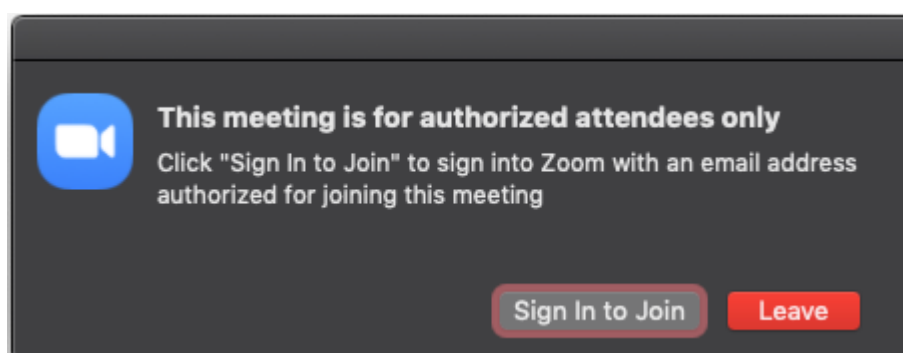 This meeting is for authorized attendees only
Click "Sign In to Join" to sign into Zoom with an email address
authorized for joining this meeting
Sign In to Join
Leave